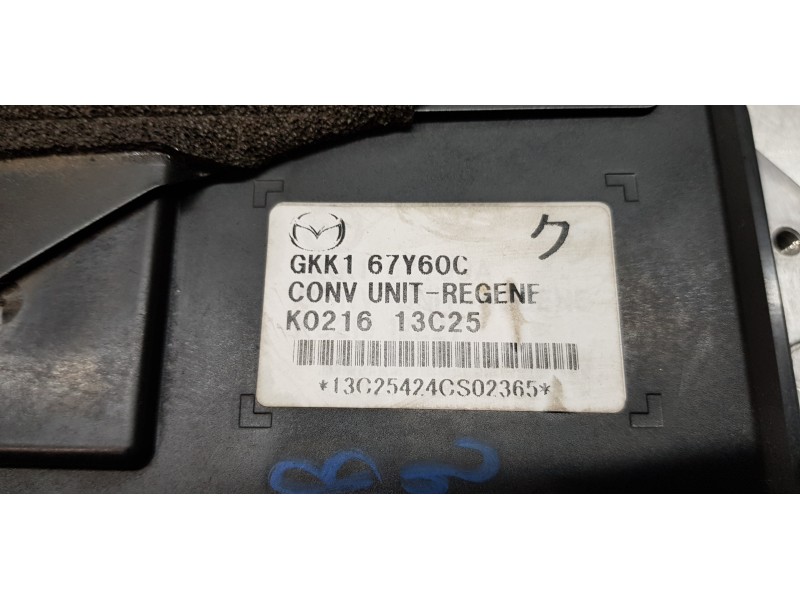 ク
GKK1 67Y60C
CONV UNIT-REGENE
K0216 13C25
*13C25424CS02365*